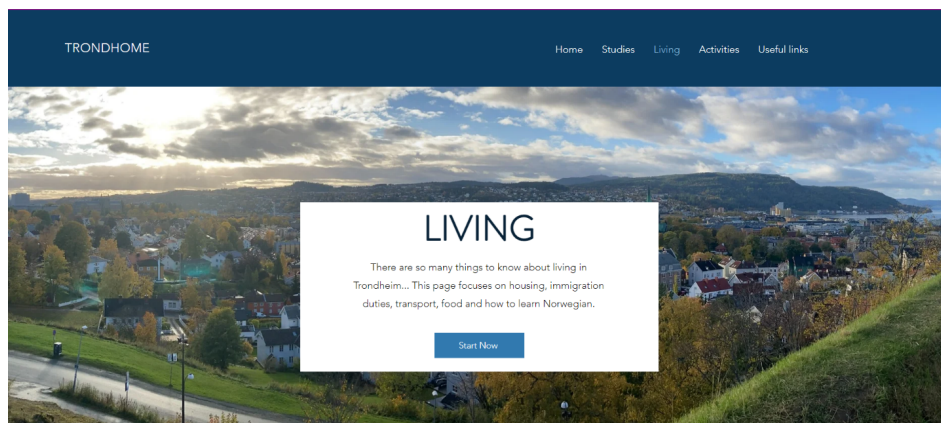 TRONDHOME
Home Studies Living Activities Useful links
LIVING
There are so many things to know about living in
Trondheim... This page focuses on housing, immigration
duties, transport, food and how to learn Norwegian.
Start Now